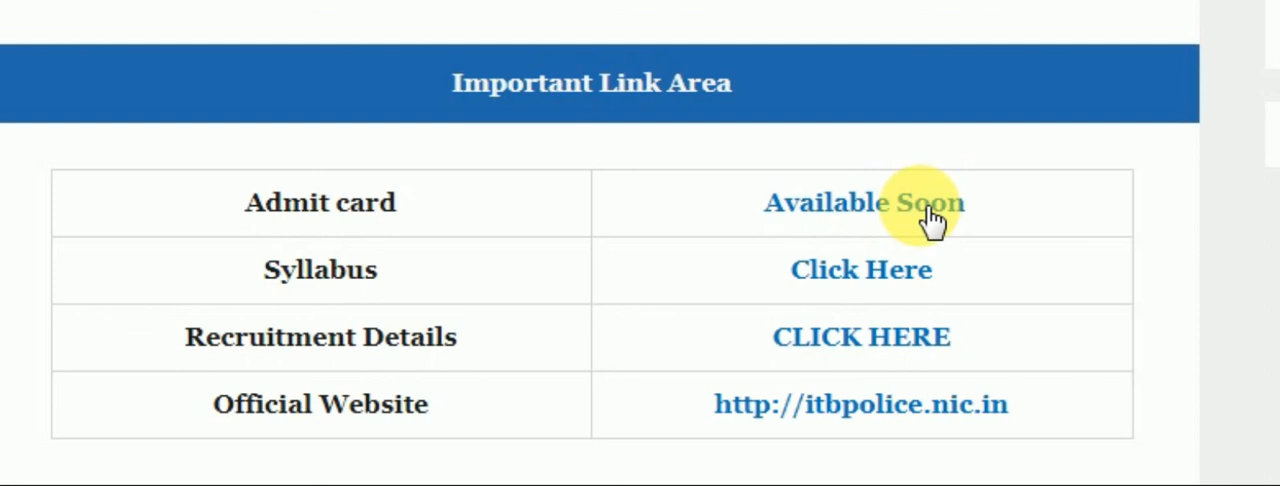 Important Link Area
Admit card Available Soon
Syllabus Click Here
Recruitment Details CLICK HERE
Official Website http://itbpolice.nic.in